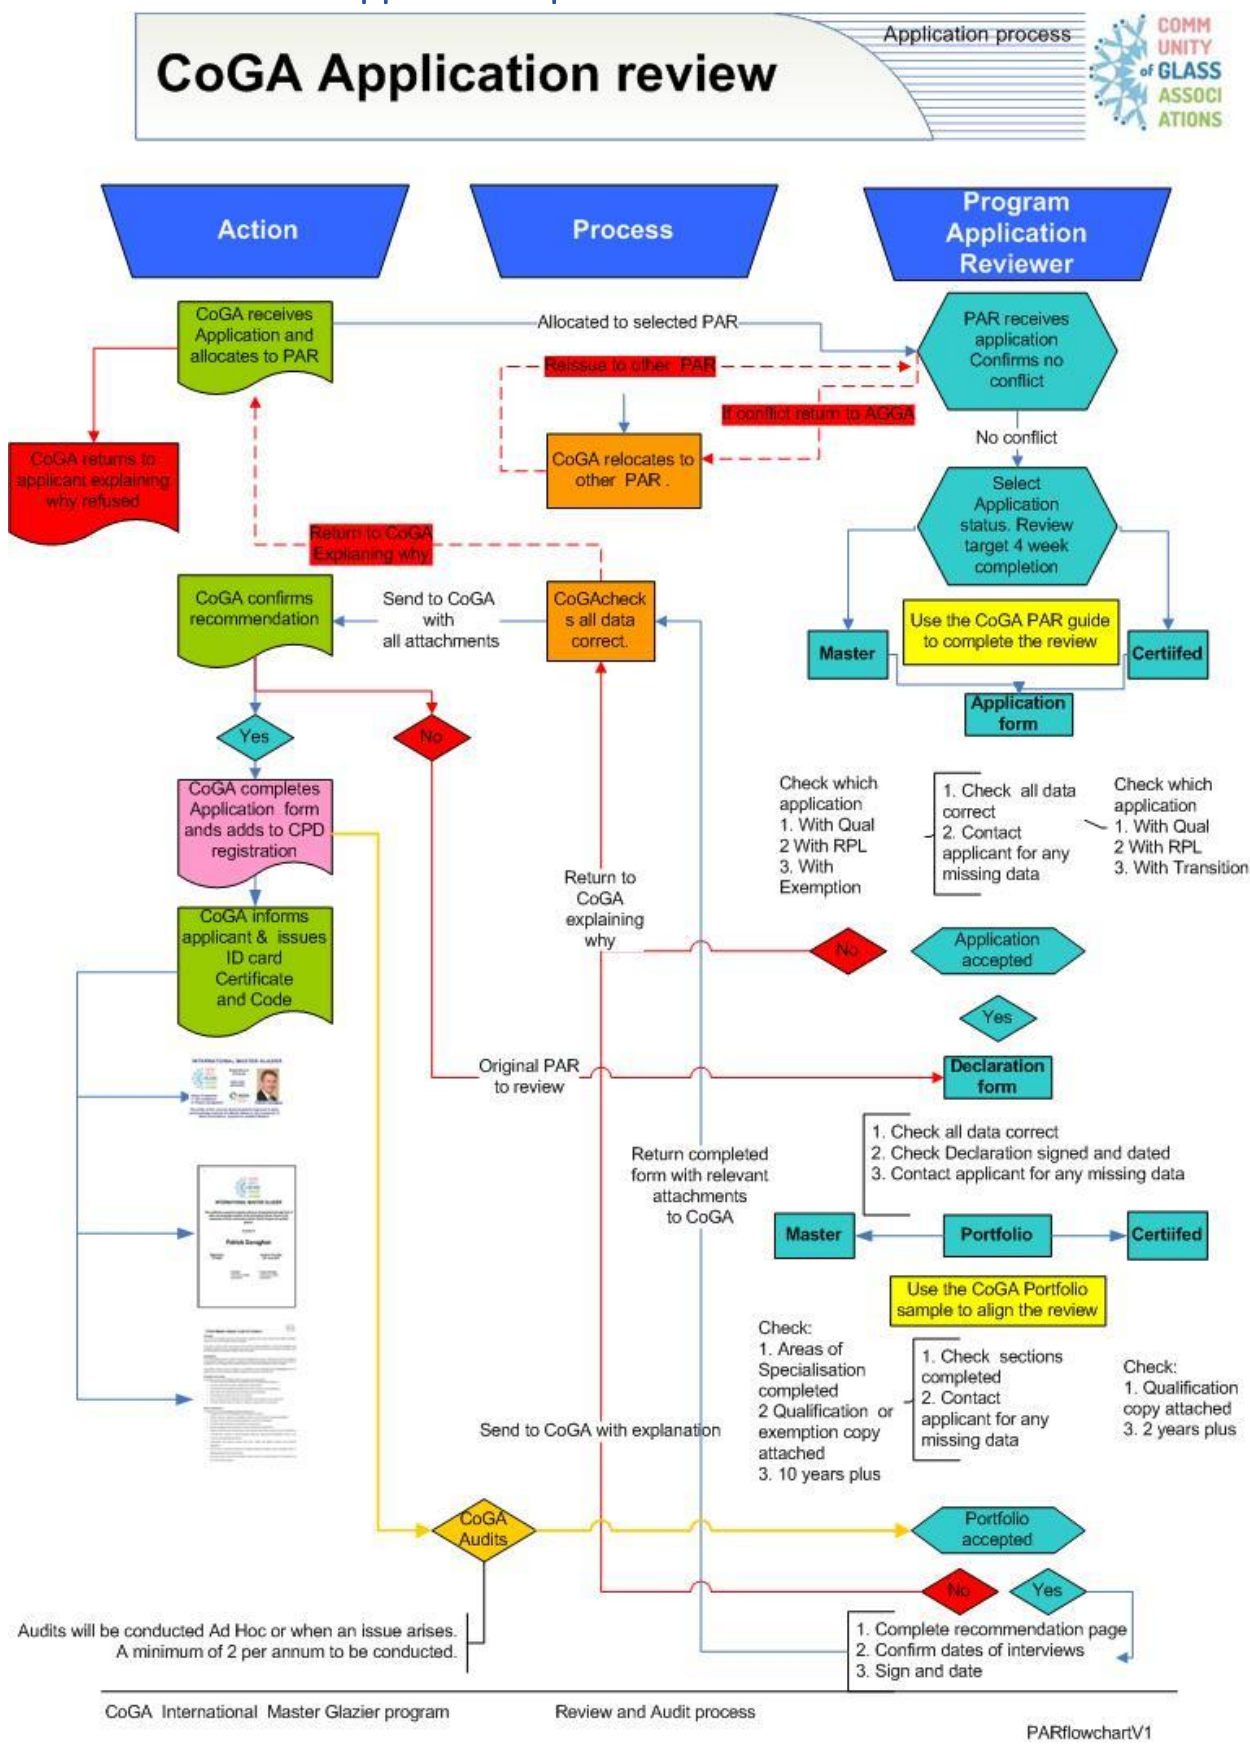 Application process
CoGA Application review
COMM
UNITY
of GLASS
ASSOCI
ATIONS
Action
Process
Program
Application
Reviewer
CoGA receives
Application and
allocates to PAR
Allocated to selected PAR
PAR receives
application
Confirms no
conflict
Reissue to other PAR
If conflict return to AGGA
No conflict
CoGA returns to
applicant explaining
why refused
CoGA relocates to
other PAR .
Select
Application
status. Review
target 4 week
completion
Return to CoGA
Explianing why
CoGA confirms
recommendation
Send to CoGA
with
all attachments
CoGAcheck
s all data
correct.
Use the CoGA PAR guide
to complete the review
Master
Certiifed
Application
form
Yes
No
CoGA completes
Application form
ands adds to CPD
registration
Check which
application
1. With Qual
2 With RPL
3. With
Exemption
1. Check all data
correct
2. Contact
applicant for any
missing data
Check which
application
1. With Qual
2 With RPL
3. With Transition
Return to
CoGA
explaining
why
CoGA informs
applicant & issues
ID card
Certificate
and Code
No
Application
accepted
Yes
Original PAR
to review
Declaration
form
INTERNATIONAL MASTER GLAZIER
1. Check all data correct
2. Check Declaration signed and dated
3. Contact applicant for any missing data
Return completed
form with relevant
attachments
to CoGA
INTERNATIONAL MASTER GLAZIER
Patrick Gavaghan
Master
Portfolio
Certiifed
Use the CoGA Portfolio
sample to align the review
Check:
1. Areas of
Specialisation
completed
2 Qualification or
exemption copy
attached
3. 10 years plus
1. Check sections
completed
2. Contact
applicant for any
missing data
Check:
1. Qualification
copy attached
3. 2 years plus
Send to CoGA with explanation
CoGA
Audits
Portfolio
accepted
No
Yes
Audits will be conducted Ad Hoc or when an issue arises.
A minimum of 2 per annum to be conducted.
1. Complete recommendation page
2. Confirm dates of interviews
3. Sign and date
CoGA International Master Glazier program
Review and Audit process
PARflowchartV1